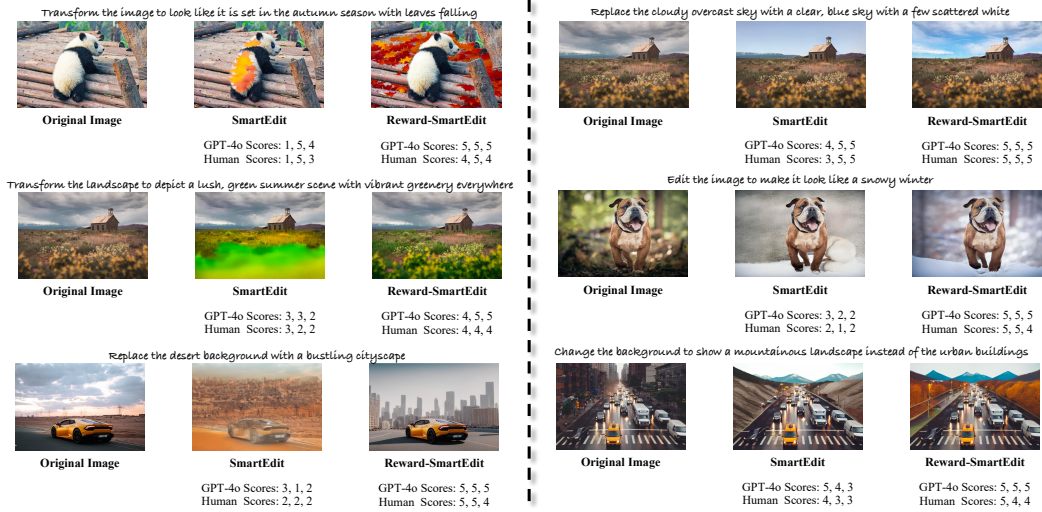 Transform the image to look like it is set in the autumn season with leaves falling
Original Image
SmartEdit
Reward-SmartEdit
GPT-4o Scores: 1, 5, 4
Human Scores: 1, 5, 3
GPT-4o Scores: 5, 5, 5
Human Scores: 4, 5, 4
Transform the landscape to depict a lush, green summer scene with vibrant greenery everywhere
Original Image
SmartEdit
Reward-SmartEdit
GPT-4o Scores: 3, 3, 2
Human Scores: 3, 2, 2
GPT-4o Scores: 4, 5, 5
Human Scores: 4, 4, 4
Replace the desert background with a bustling cityscape
Original Image
SmartEdit
Reward-SmartEdit
GPT-4o Scores: 3, 1, 2
Human Scores: 2, 2, 2
GPT-4o Scores: 5, 5, 5
Human Scores: 5, 5, 4
Replace the cloudy overcast sky with a clear, blue sky with a few scattered white
Original Image
SmartEdit
Reward-SmartEdit
GPT-4o Scores: 4, 5, 5
Human Scores: 3, 5, 5
GPT-4o Scores: 5, 5, 5
Human Scores: 5, 5, 5
Edit the image to make it look like a snowy winter
Original Image
SmartEdit
Reward-SmartEdit
GPT-4o Scores: 3, 2, 2
Human Scores: 2, 1, 2
GPT-4o Scores: 5, 5, 5
Human Scores: 5, 5, 4
Change the background to show a mountainous landscape instead of the urban buildings
Original Image
SmartEdit
Reward-SmartEdit
GPT-4o Scores: 5, 4, 3
Human Scores: 4, 3, 3
GPT-4o Scores: 5, 5, 5
Human Scores: 5, 4, 4